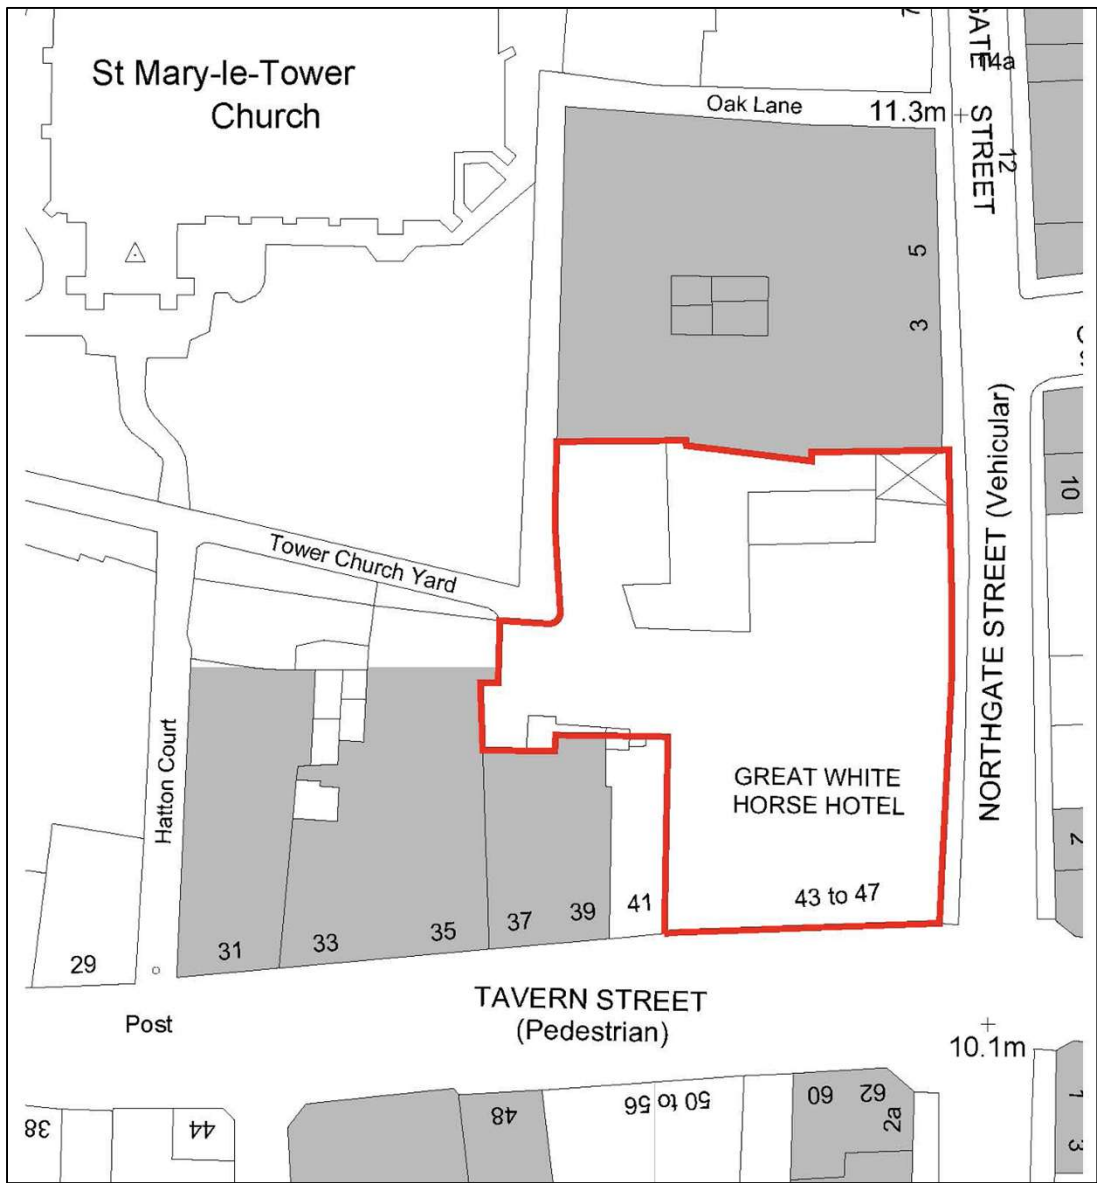 GATE
14a
St Mary-le-Tower
Church
Oak Lane
11.3m
STREET
12
5
3
NORTHGATE STREET (Vehicular)
10
Tower Church Yard
Hatton Court
GREAT WHITE
HORSE HOTEL
2
43 to 47
41
39
37
35
33
31
29
TAVERN STREET
(Pedestrian)
Post
10.1m
38
44
48
50 to 56
60
62
2a
1
3